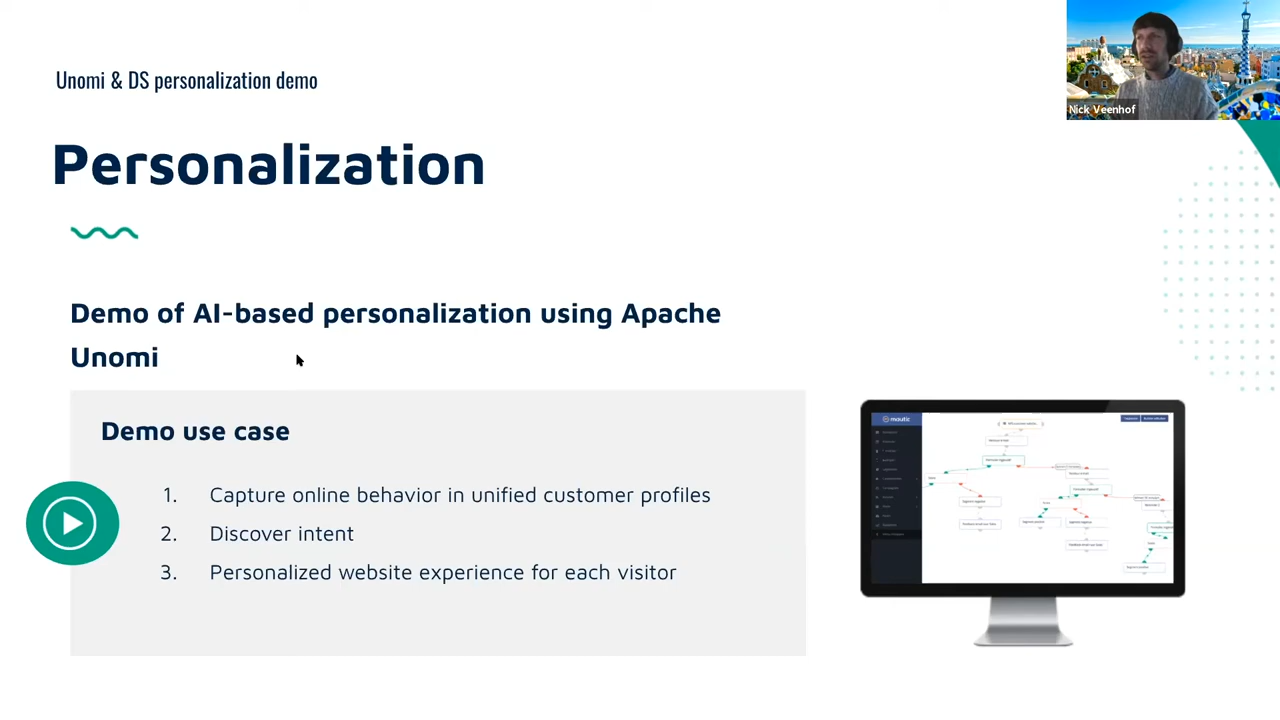 Unomi & DS personalization demo
Nick Veenhof
Personalization
Demo of AI-based personalization using Apache
Unomi
Demo use case
1. Capture online behavior in unified customer profiles
2. Discover intent
3. Personalized website experience for each visitor
mautic